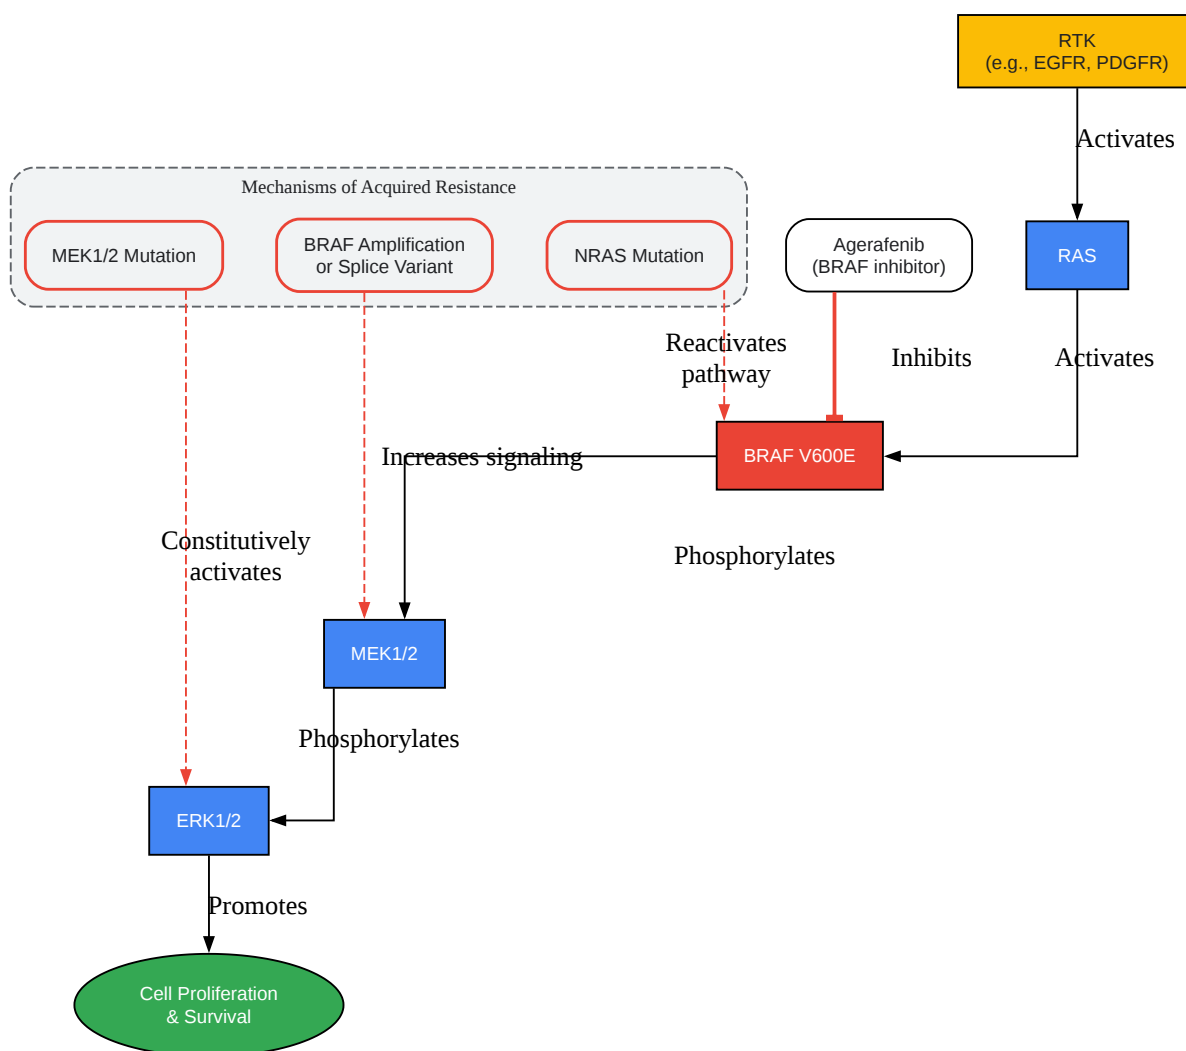 RTK
(e.g., EGFR, PDGFR)
Activates
Mechanisms of Acquired Resistance
MEK1/2 Mutation
BRAF Amplification
or Splice Variant
NRAS Mutation
Agerafenib
(BRAF inhibitor)
RAS
Reactivates
pathway
Inhibits
Activates
Increases signaling
BRAF V600E
Constitutively
activates
Phosphorylates
MEK1/2
Phosphorylates
ERK1/2
Promotes
Cell Proliferation
& Survival